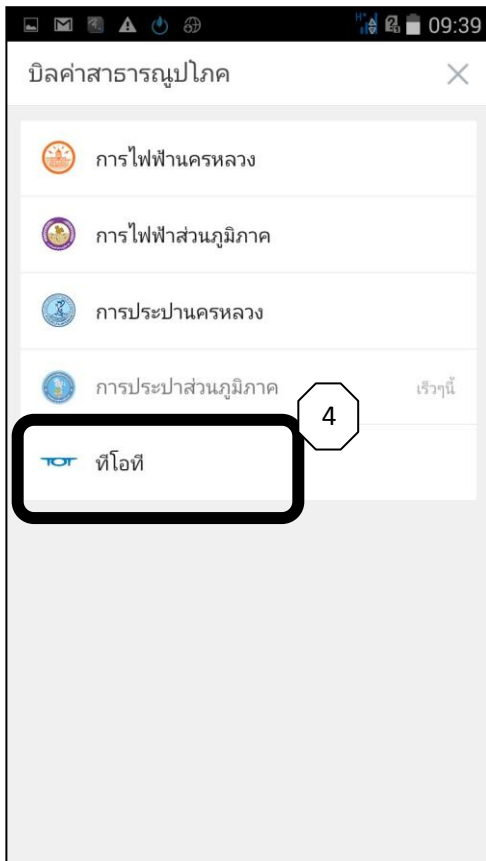 09:39
บิลค่าสาธารณูปโภค
การไฟฟ้านครหลวง
การไฟฟ้าส่วนภูมิภาค
การประปานครหลวง
การประปาส่วนภูมิภาค เร็วๆนี้
4
TOT ทีโอที